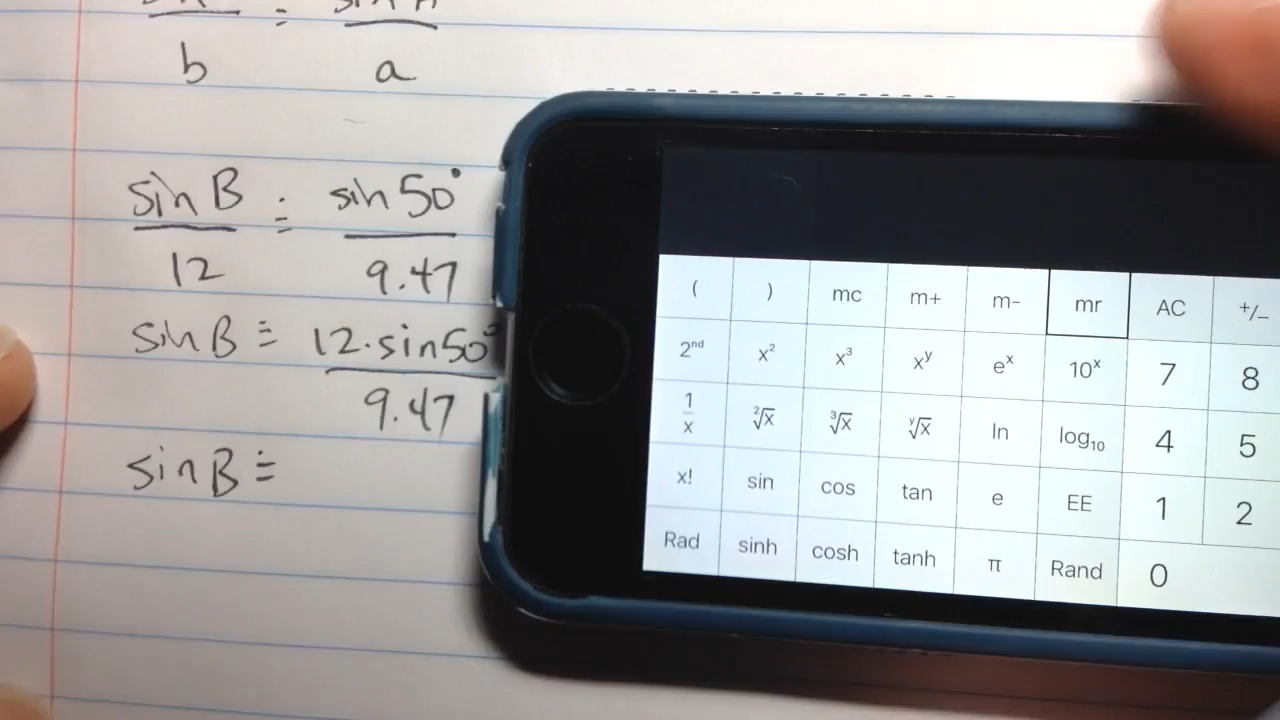 b a
sin B ≐ sin 50°
12 9.47
sin B ≐ 12·sin50°
9.47
sin B ≐
( ) mc m+ m- mr AC +/-
2nd x² x³ xʸ eˣ 10ˣ 7 8
1/x ²√x ³√x ʸ√x ln log₁₀ 4 5
x! sin cos tan e EE 1 2
Rad sinh cosh tanh π Rand 0